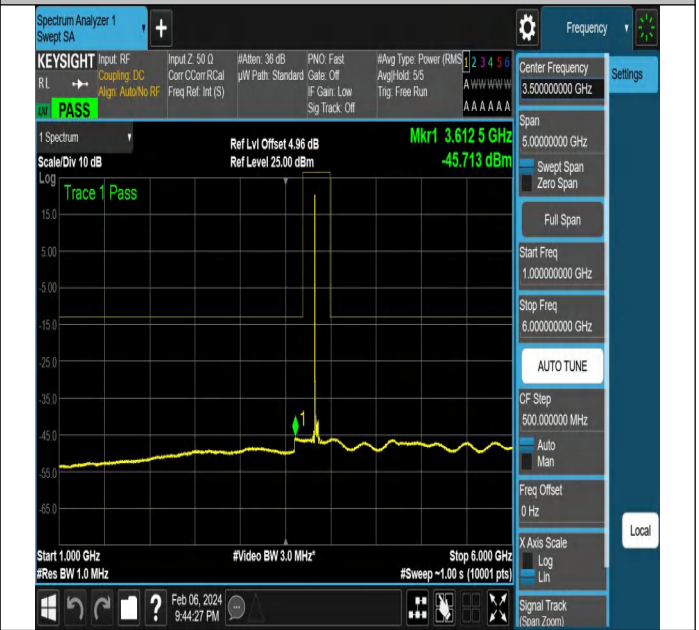 Spectrum Analyzer 1
Swept SA
+
Frequency
KEYSIGHT
RL
LXI
PASS
Input: RF
Coupling: DC
Align: Auto/No RF
Input Z: 50 Ω
Corr CCorr RCal
Freq Ref: Int (S)
#Atten: 36 dB
µW Path: Standard
PNO: Fast
Gate: Off
IF Gain: Low
Sig Track: Off
#Avg Type: Power (RMS
Avg|Hold: 5/5
Trig: Free Run
1 2 3 4 5 6
A W W W W W
A A A A A A
1 Spectrum
Scale/Div 10 dB
Log
Ref Lvl Offset 4.96 dB
Ref Level 25.00 dBm
Mkr1 3.612 5 GHz
-45.713 dBm
Trace 1 Pass
15.0
5.00
-5.00
-15.0
-25.0
-35.0
-45.0
-55.0
-65.0
1
Start 1.000 GHz
#Res BW 1.0 MHz
#Video BW 3.0 MHz*
Stop 6.000 GHz
#Sweep ~1.00 s (10001 pts)
?
Feb 06, 2024
9:44:27 PM
Center Frequency
3.500000000 GHz
Settings
Span
5.00000000 GHz
Swept Span
Zero Span
Full Span
Start Freq
1.000000000 GHz
Stop Freq
6.000000000 GHz
AUTO TUNE
CF Step
500.000000 MHz
Auto
Man
Freq Offset
0 Hz
X Axis Scale
Log
Lin
Local
Signal Track
(Span Zoom)